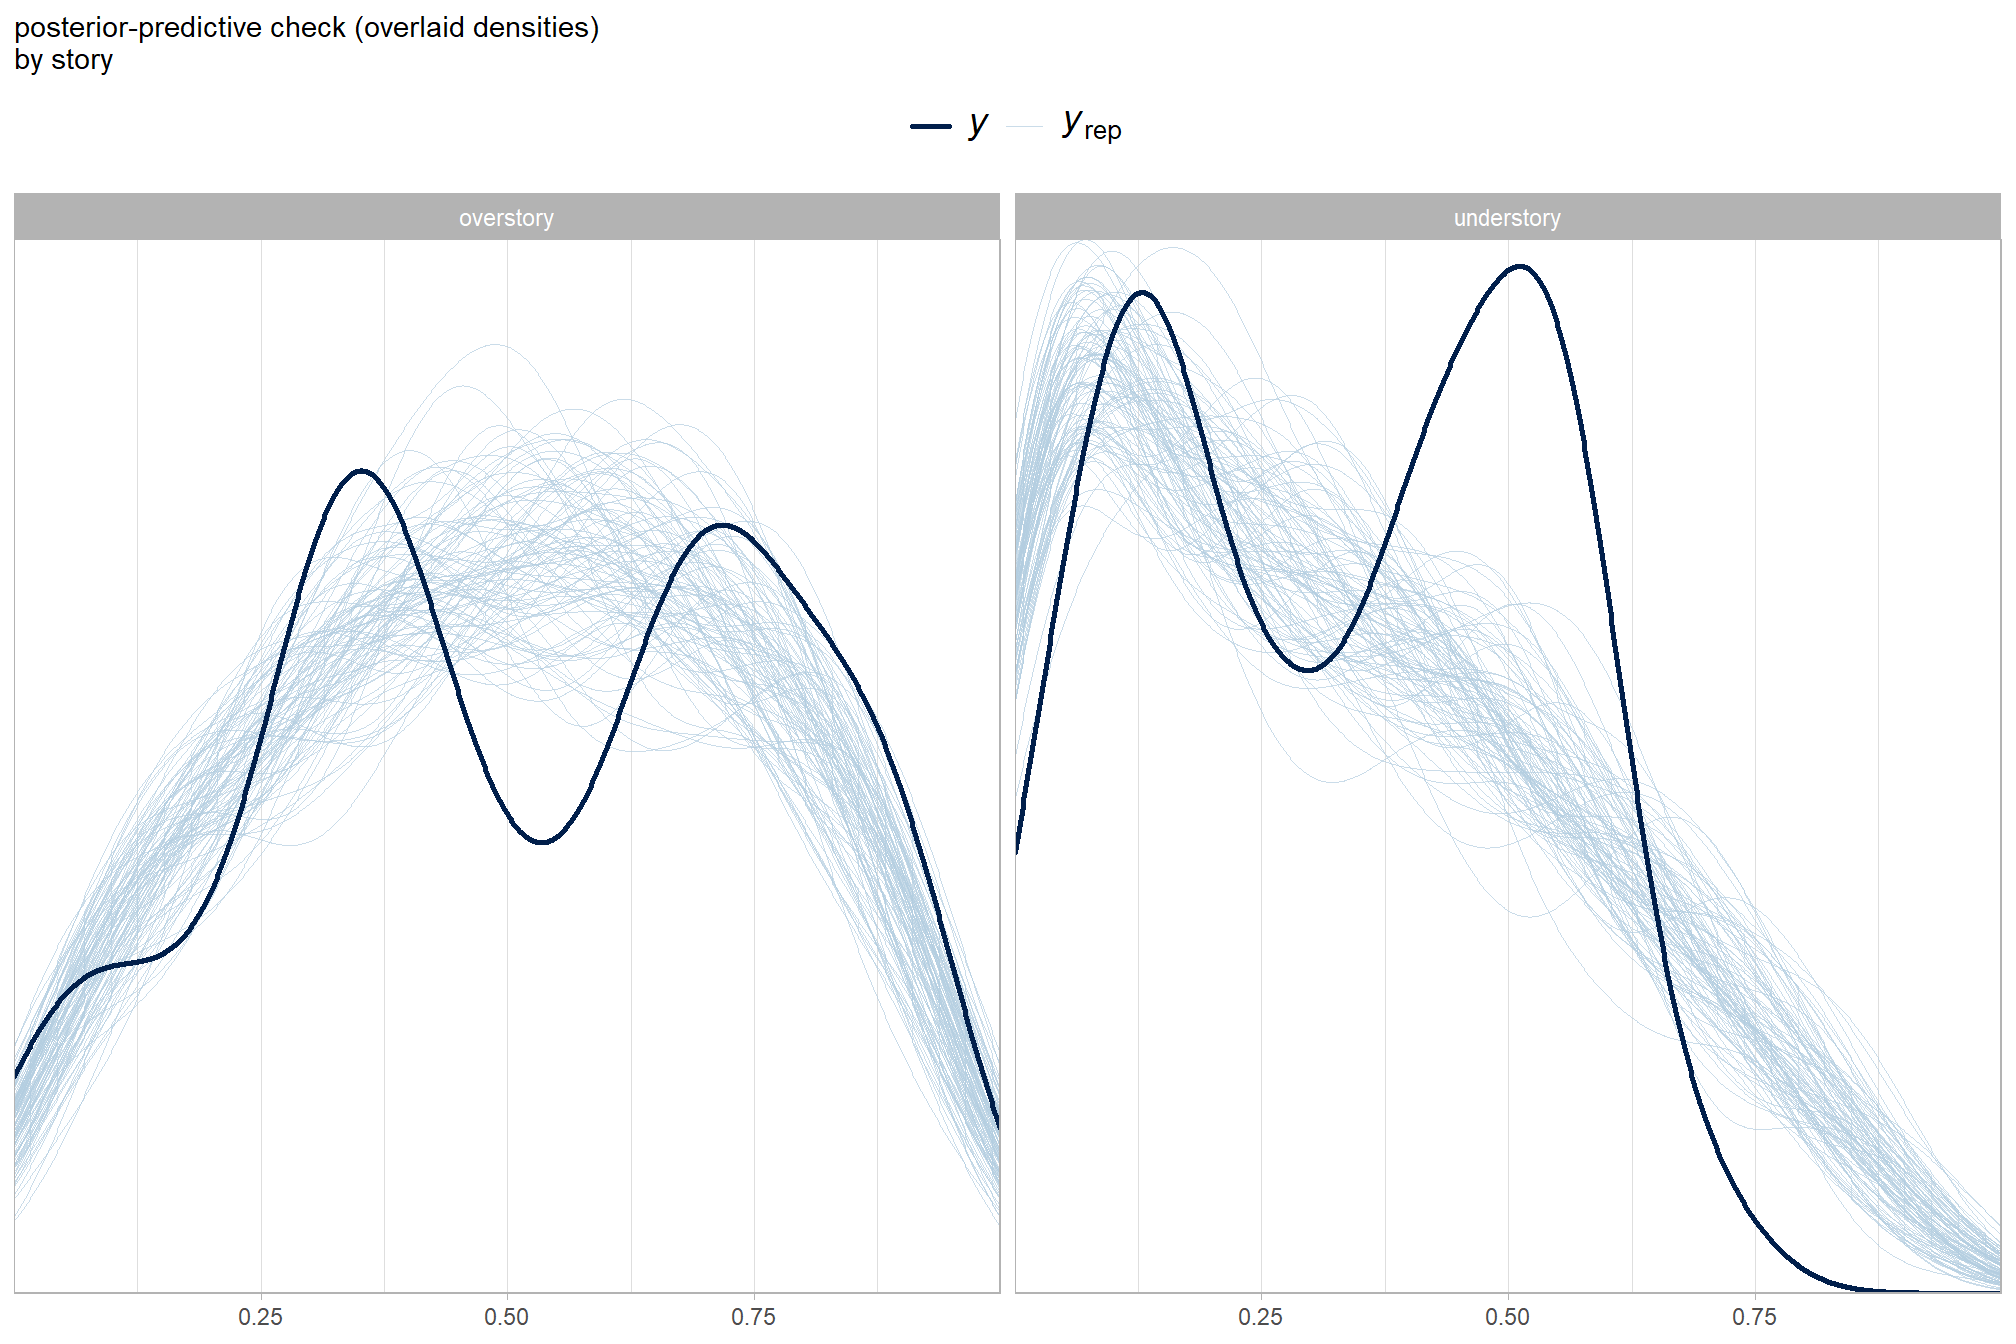 posterior-predictive check (overlaid densities)
by story
y y rep
overstory understory
0.25 0.50 0.75 0.25 0.50 0.75